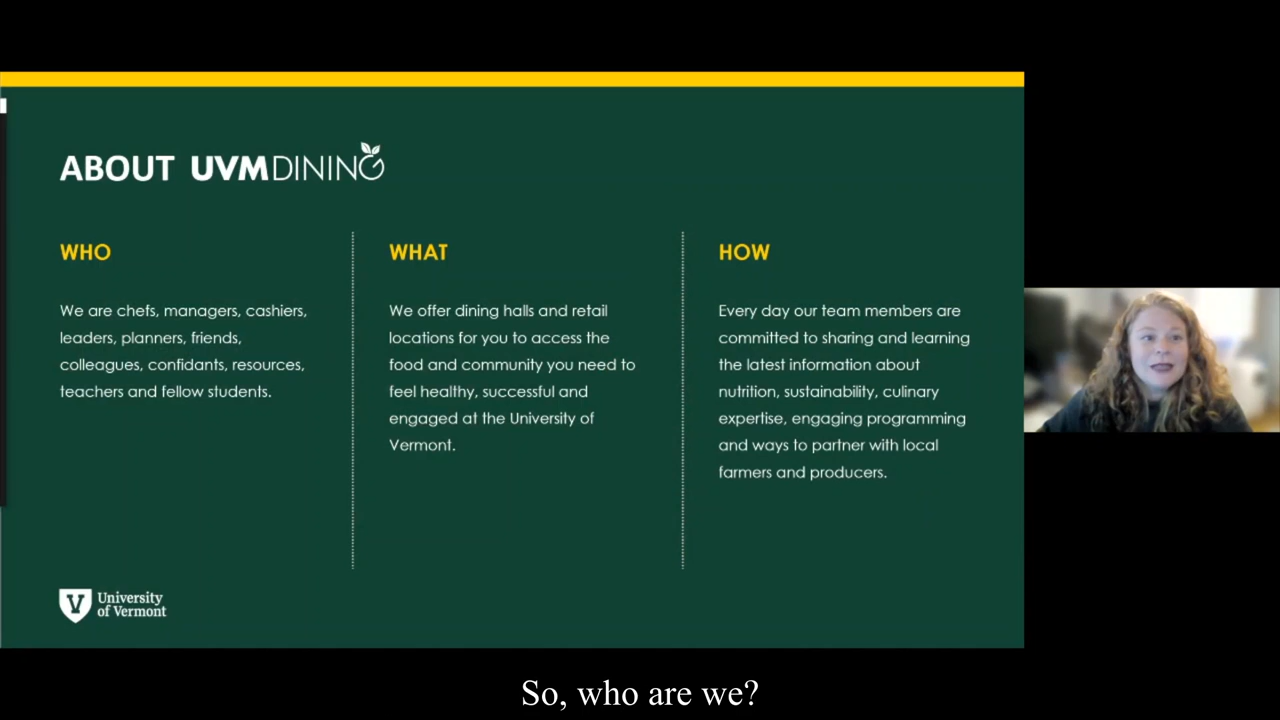 ABOUT UVMDINING
WHO
We are chefs, managers, cashiers,
leaders, planners, friends,
colleagues, confidants, resources,
teachers and fellow students.
WHAT
We offer dining halls and retail
locations for you to access the
food and community you need to
feel healthy, successful and
engaged at the University of
Vermont.
HOW
Every day our team members are
committed to sharing and learning
the latest information about
nutrition, sustainability, culinary
expertise, engaging programming
and ways to partner with local
farmers and producers.
V University
of Vermont
So, who are we?